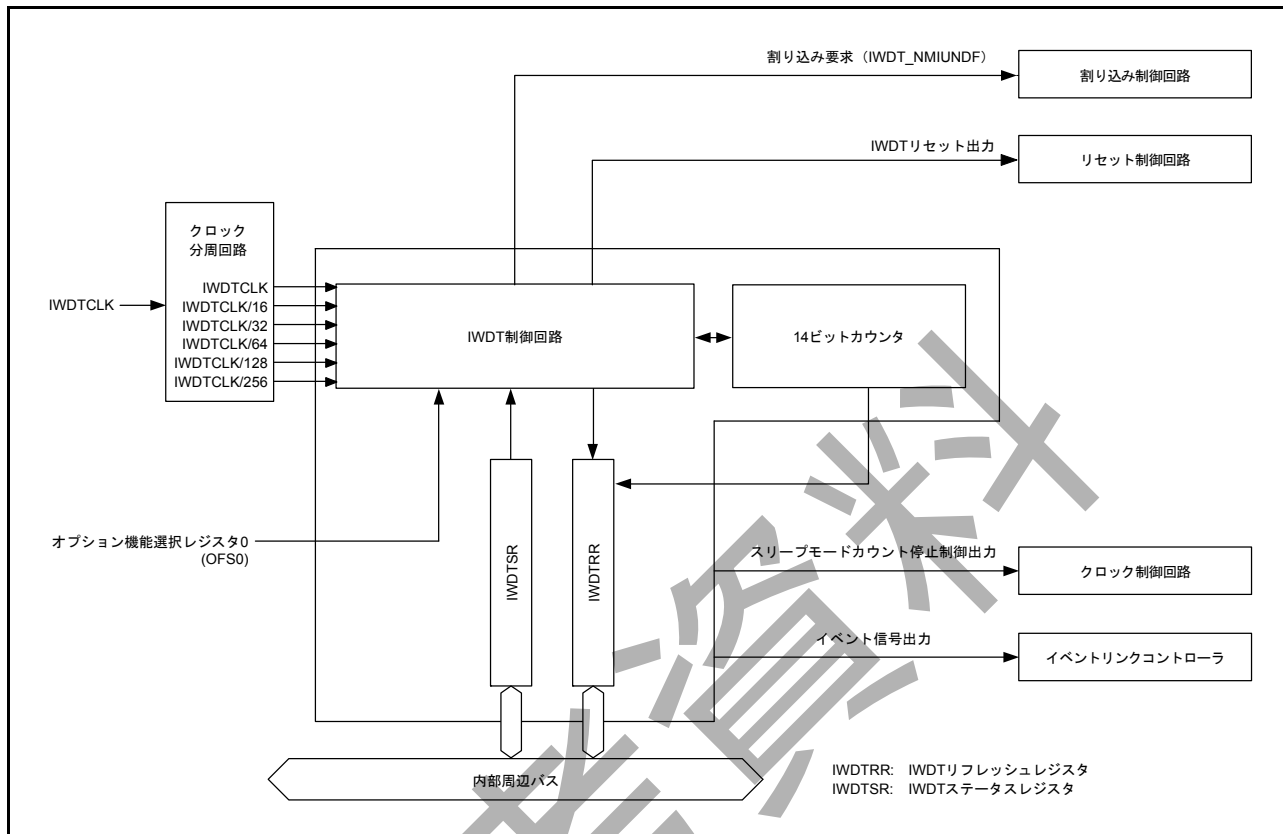 割り込み要求（IWDT_NMIUNDF）
割り込み制御回路
IWDTリセット出力
リセット制御回路
クロック
分周回路
IWDTCLK
IWDTCLK
IWDTCLK/16
IWDTCLK/32
IWDTCLK/64
IWDTCLK/128
IWDTCLK/256
IWDT制御回路
14ビットカウンタ
オプション機能選択レジスタ0
(OFS0)
IWDTSR
IWDTRR
スリープモードカウント停止制御出力
クロック制御回路
イベント信号出力
イベントリンクコントローラ
内部周辺バス
IWDTRR: IWDTリフレッシュレジスタ
IWDTSR: IWDTステータスレジスタ
資料